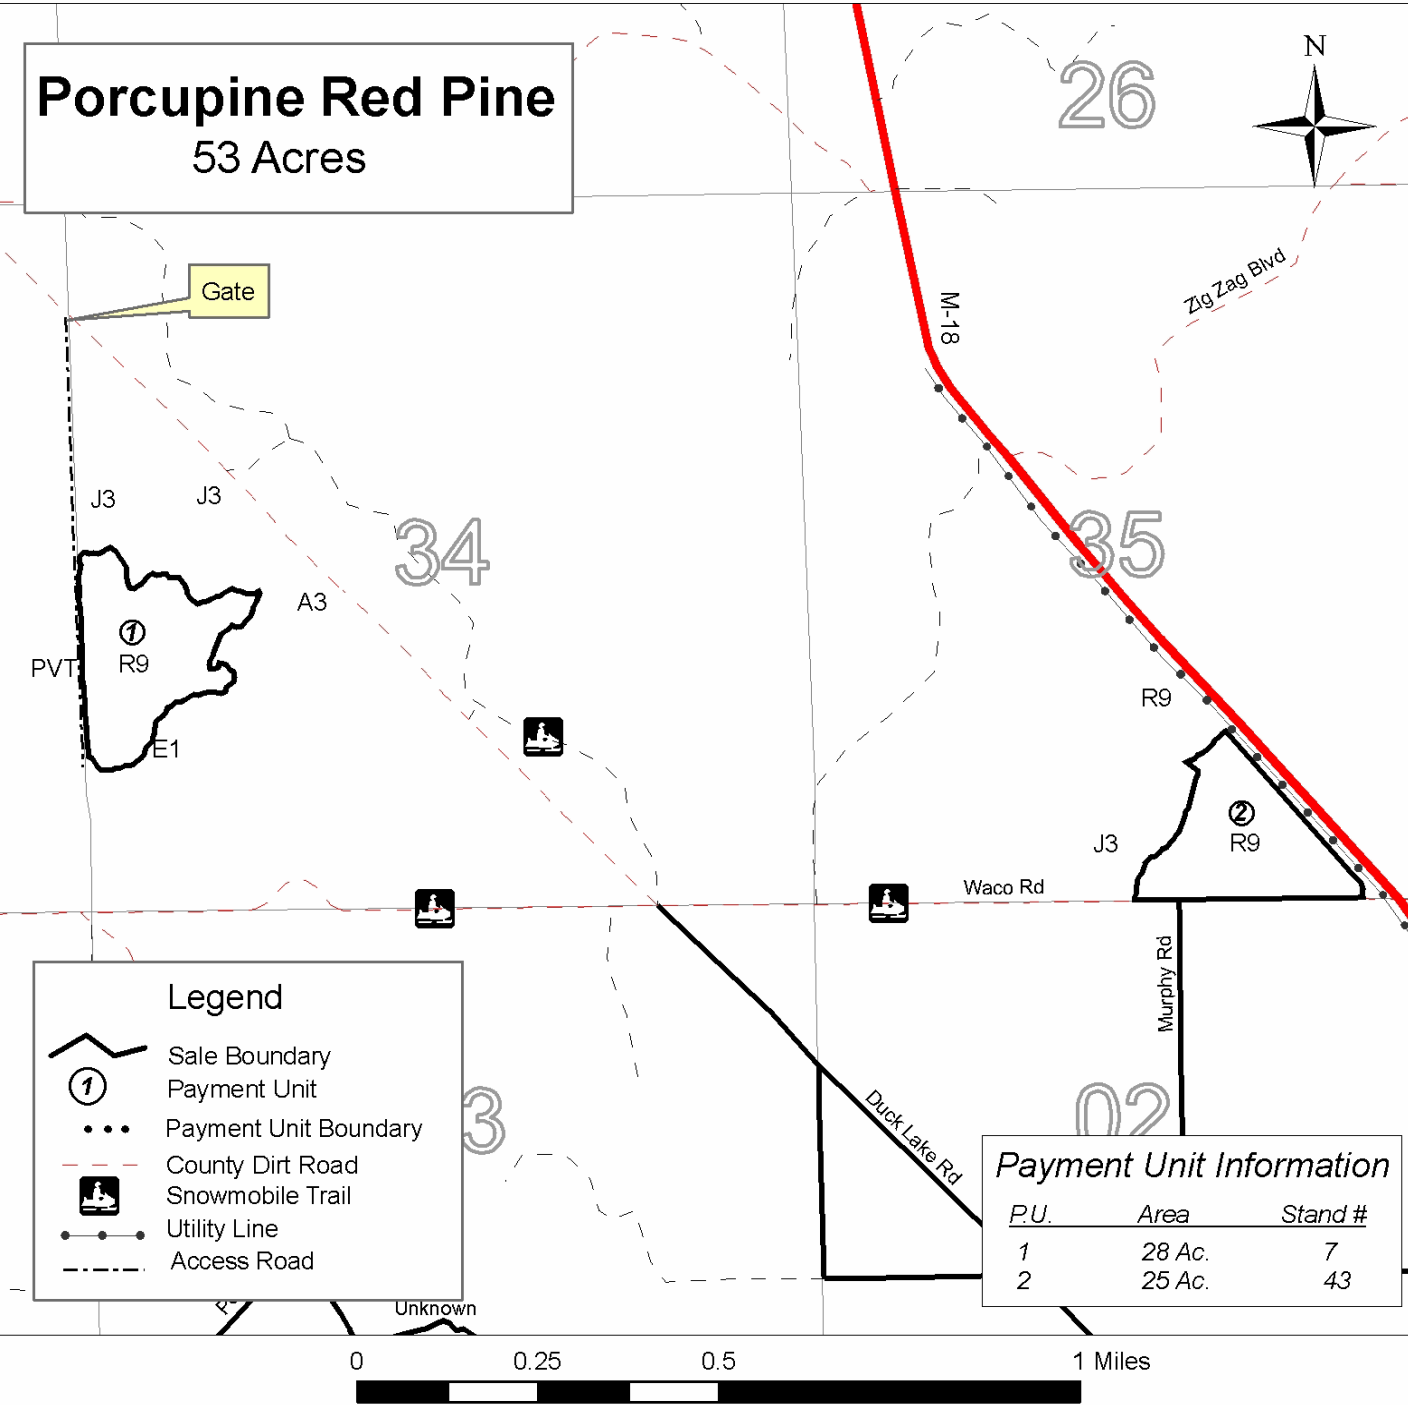 Porcupine Red Pine
53 Acres
26
N
Gate
Zig Zag Blvd
M-18
J3
J3
34
35
A3
1
R9
PVT
E1
R9
2
R9
J3
Waco Rd
Murphy Rd
Legend
Sale Boundary
1
Payment Unit
Payment Unit Boundary
County Dirt Road
Snowmobile Trail
Utility Line
Access Road
3
02
Duck Lake Rd
Payment Unit Information
P.U. Area Stand #
1 28 Ac. 7
2 25 Ac. 43
Unknown
0 0.25 0.5 1 Miles